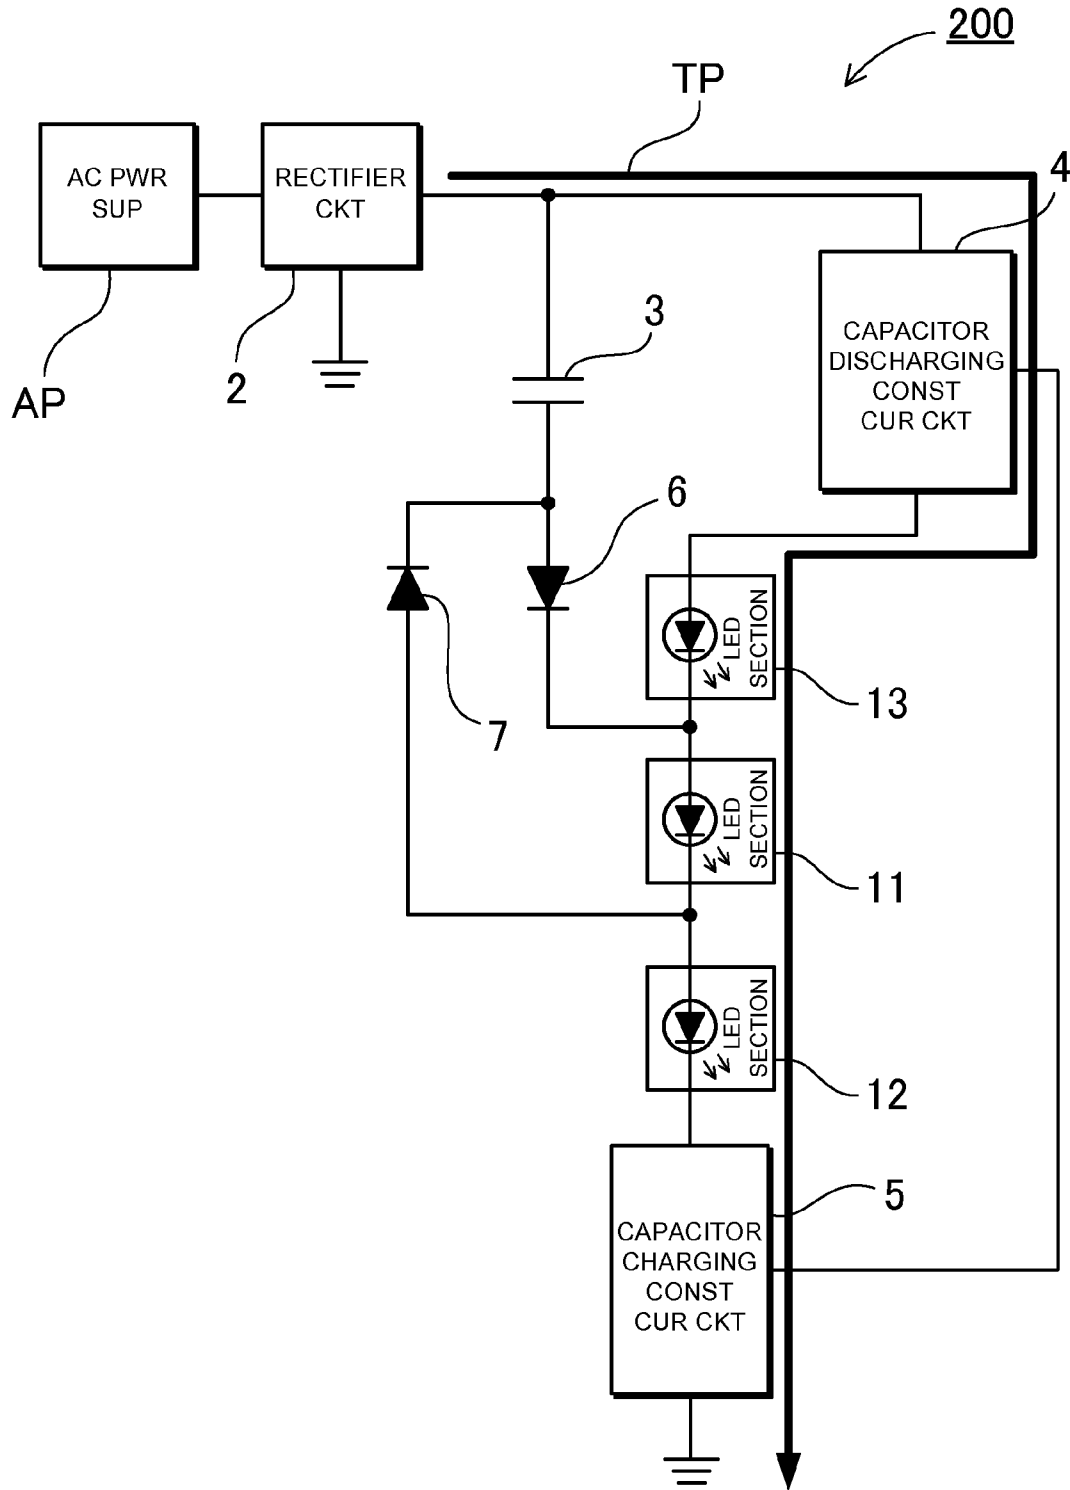 200
TP
4
AC PWR
SUP
RECTIFIER
CKT
3
CAPACITOR
DISCHARGING
CONST
CUR CKT
AP
2
6
LED
SECTION
13
7
LED
SECTION
11
LED
SECTION
12
5
CAPACITOR
CHARGING
CONST
CUR CKT